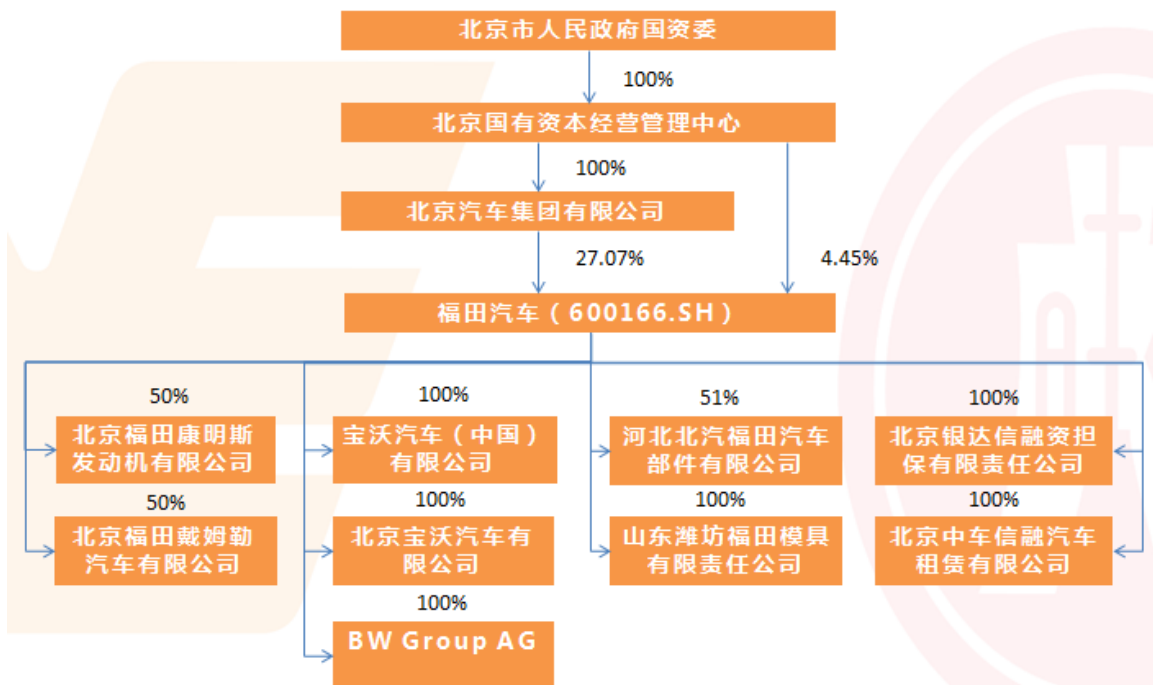 北京市人民政府国资委
100%
北京国有资本经营管理中心
100%
北京汽车集团有限公司
27.07%
4.45%
福田汽车（600166.SH）
50%
100%
51%
100%
北京福田康明斯
发动机有限公司
宝沃汽车（中国）
有限公司
河北北汽福田汽车
部件有限公司
北京银达信融资担
保有限责任公司
50%
100%
100%
100%
北京福田戴姆勒
汽车有限公司
北京宝沃汽车有
限公司
山东潍坊福田模具
有限责任公司
北京中车信融汽车
租赁有限公司
100%
BW Group AG